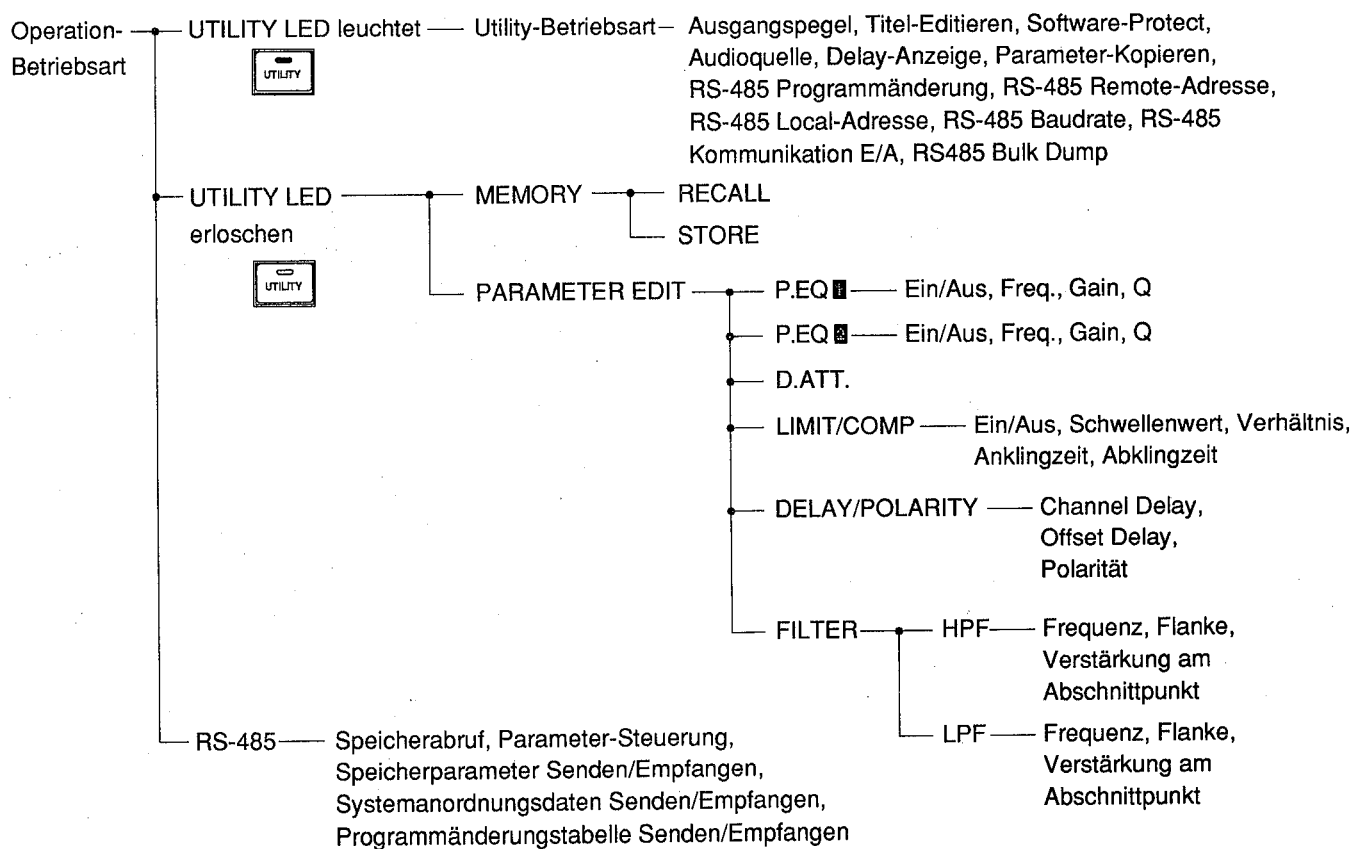 Operation-
Betriebsart
UTILITY LED leuchtet
UTILITY
Utility-Betriebsart
Ausgangspegel, Titel-Editieren, Software-Protect,
Audioquelle, Delay-Anzeige, Parameter-Kopieren,
RS-485 Programmänderung, RS-485 Remote-Adresse,
RS-485 Local-Adresse, RS-485 Baudrate, RS-485
Kommunikation E/A, RS485 Bulk Dump
UTILITY LED
erloschen
UTILITY
MEMORY
RECALL
STORE
PARAMETER EDIT
P.EQ 1
Ein/Aus, Freq., Gain, Q
P.EQ 2
Ein/Aus, Freq., Gain, Q
D.ATT.
LIMIT/COMP
Ein/Aus, Schwellenwert, Verhältnis,
Anklingzeit, Abklingzeit
DELAY/POLARITY
Channel Delay,
Offset Delay,
Polarität
FILTER
HPF
Frequenz, Flanke,
Verstärkung am
Abschnittpunkt
LPF
Frequenz, Flanke,
Verstärkung am
Abschnittpunkt
RS-485
Speicherabruf, Parameter-Steuerung,
Speicherparameter Senden/Empfangen,
Systemanordnungsdaten Senden/Empfangen,
Programmänderungstabelle Senden/Empfangen